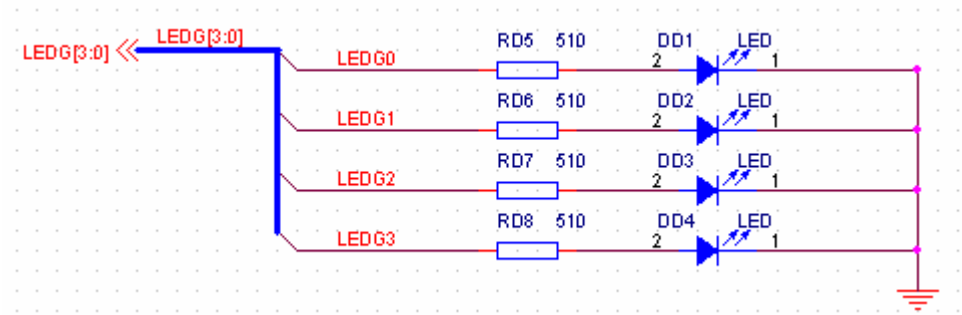 LEDG[3:0] LEDG[3:0]
LEDG0 RD5 510 DD1 LED
2 1
LEDG1 RD6 510 DD2 LED
2 1
LEDG2 RD7 510 DD3 LED
2 1
LEDG3 RD8 510 DD4 LED
2 1